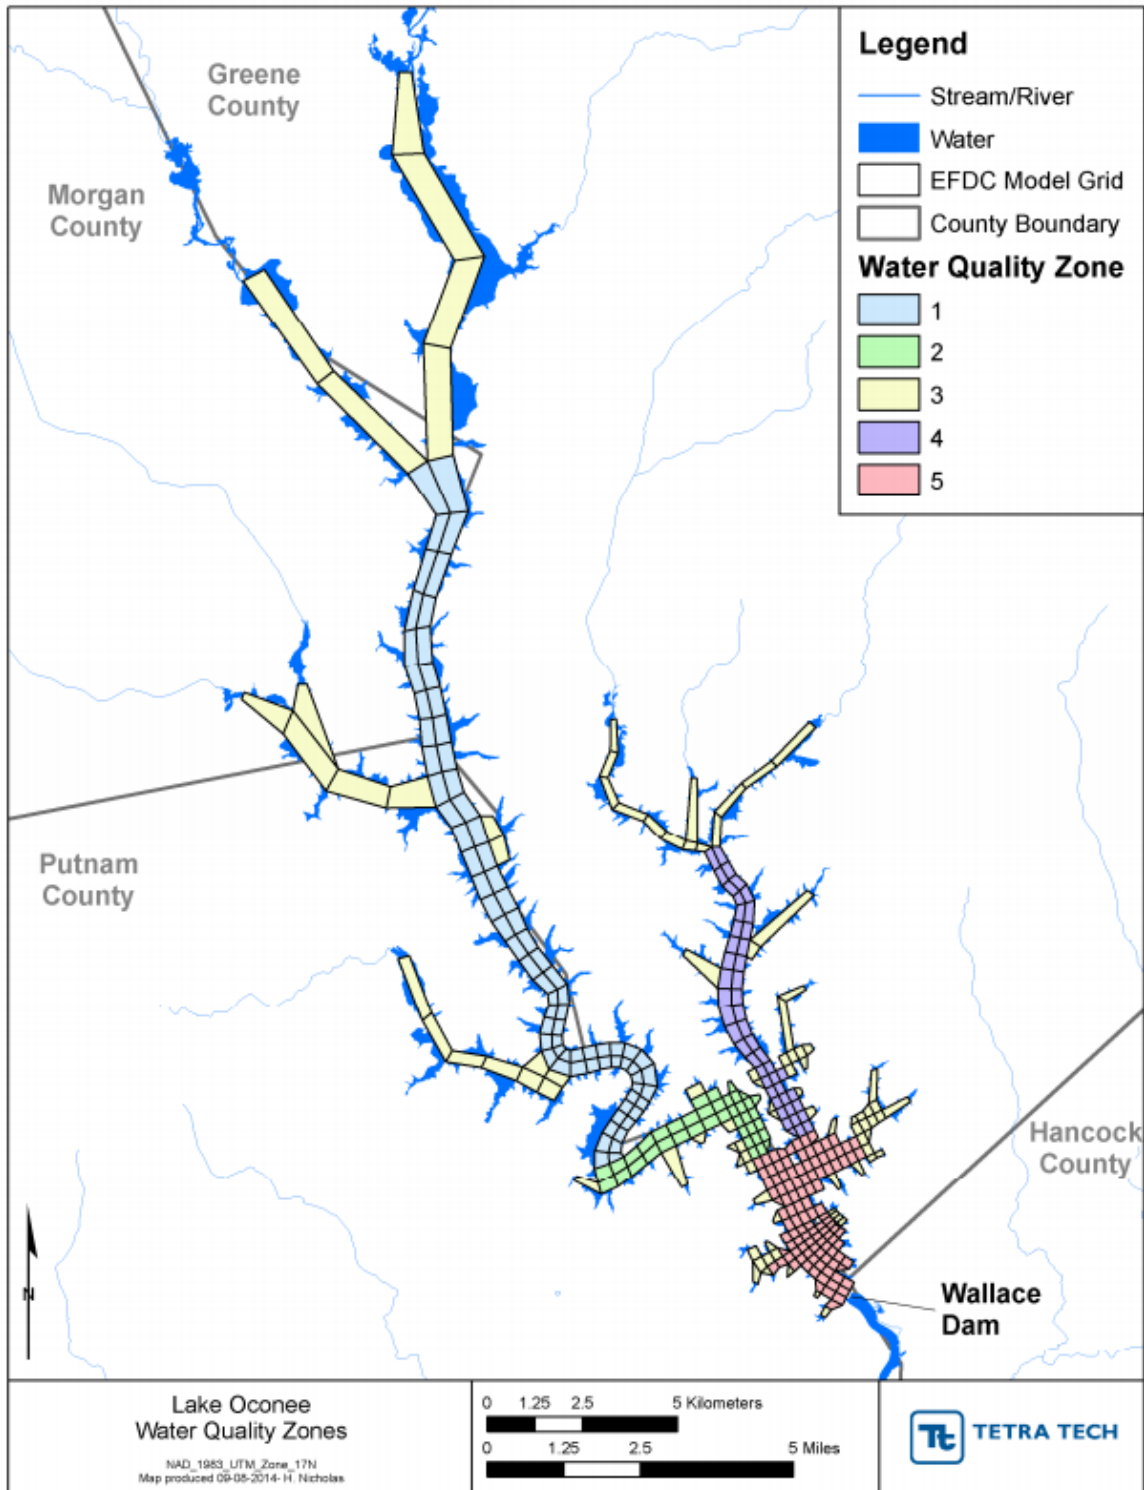 Greene
County
Morgan
County
Legend
Stream/River
Water
EFDC Model Grid
County Boundary
Water Quality Zone
1
2
3
4
5
Putnam
County
Hancock
County
Wallace
Dam
N
Lake Oconee
Water Quality Zones
NAD_1983_UTM_Zone_17N
Map produced 09-08-2014- H. Nicholas
0 1.25 2.5 5 Kilometers
0 1.25 2.5 5 Miles
Tt TETRA TECH